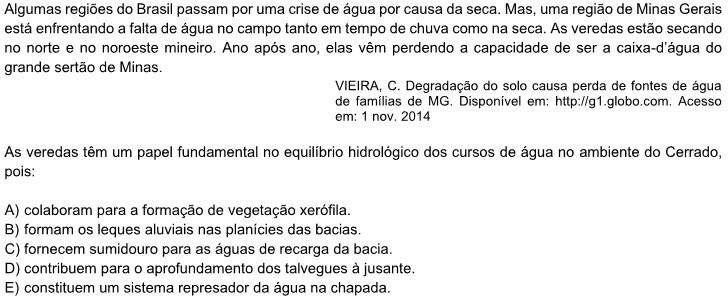 Algumas regiões do Brasil passam por uma crise de água por causa da seca. Mas, uma região de Minas Gerais
está enfrentando a falta de água no campo tanto em tempo de chuva como na seca. As veredas estão secando
no norte e no noroeste mineiro. Ano após ano, elas vêm perdendo a capacidade de ser a caixa-d'água do
grande sertão de Minas.
VIEIRA, C. Degradação do solo causa perda de fontes de água
de famílias de MG. Disponível em: http://g1.globo.com. Acesso
em: 1 nov. 2014
As veredas têm um papel fundamental no equilíbrio hidrológico dos cursos de água no ambiente do Cerrado,
pois:
A) colaboram para a formação de vegetação xerófila.
B) formam os leques aluviais nas planícies das bacias.
C) fornecem sumidouro para as águas de recarga da bacia.
D) contribuem para o aprofundamento dos talvegues à jusante.
E) constituem um sistema represador da água na chapada.